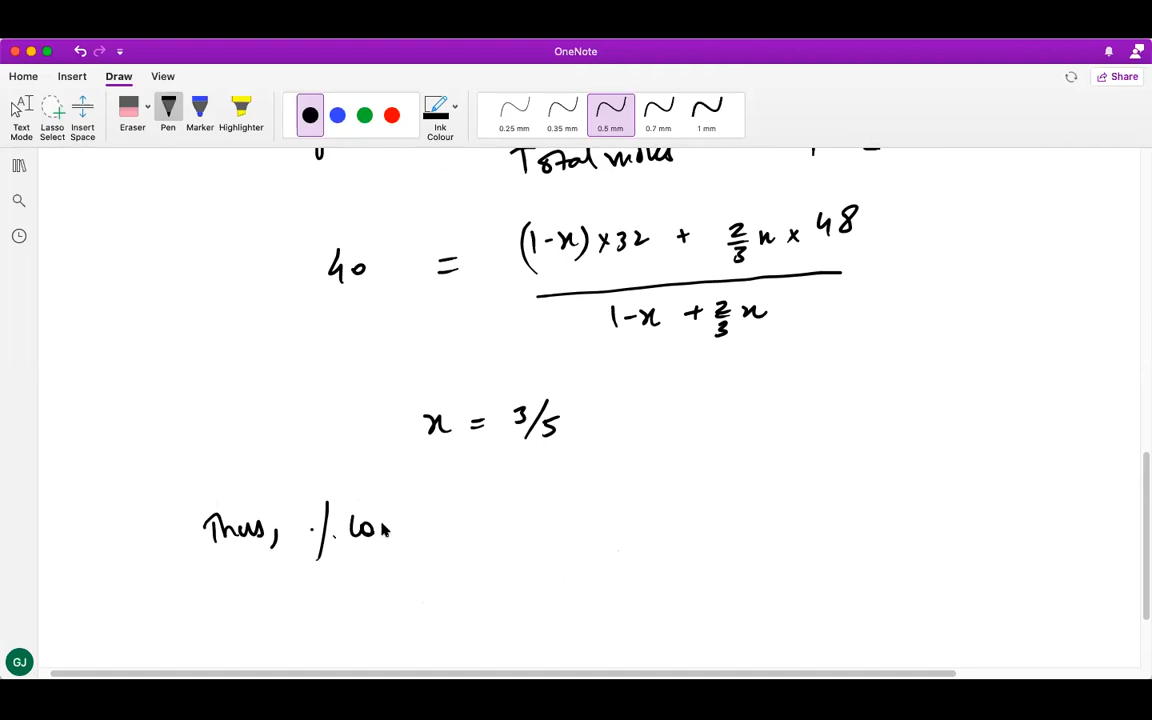 OneNote
Home Insert Draw View
Share
Text Mode
Lasso Select
Insert Space
Eraser
Pen
Marker
Highlighter
Ink Colour
0.25 mm
0.35 mm
0.5 mm
0.7 mm
1 mm
Total moles
40 = (1-x)×32 + 2/3 x × 48
1-x + 2/3 x
x = 3/5
Thus, %
GJ